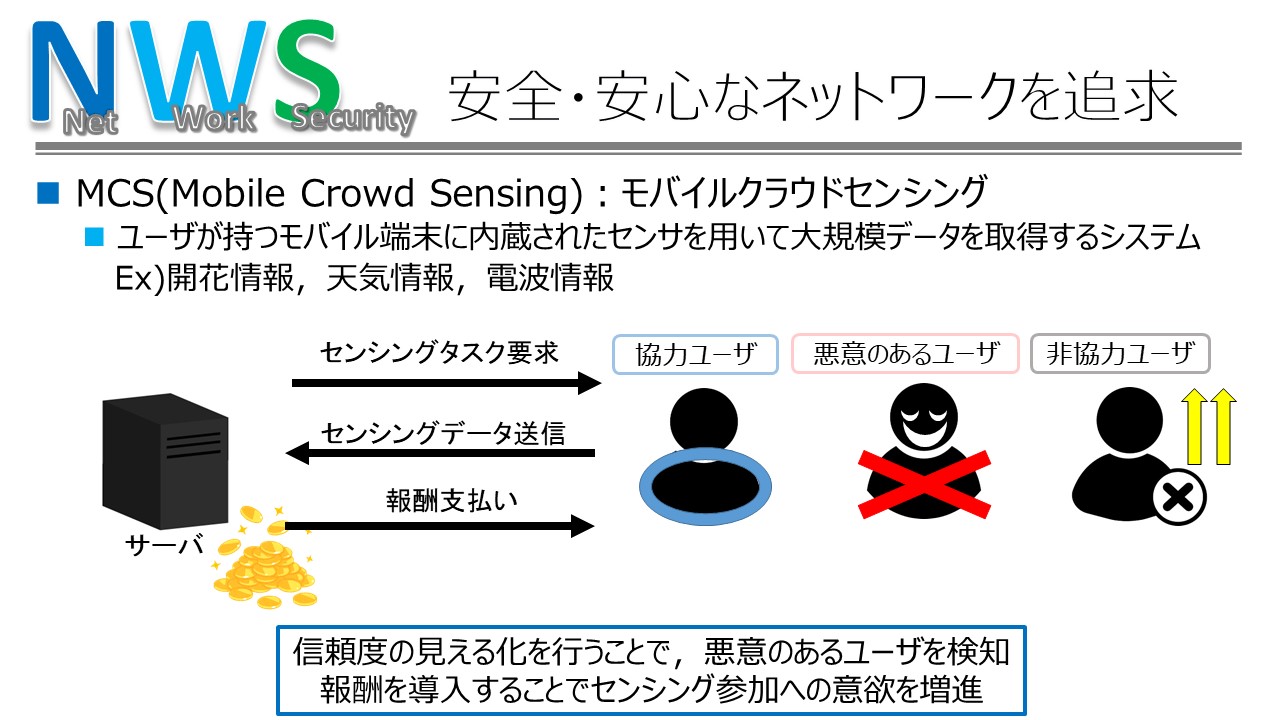 NWS
Net Work Security
安全・安心なネットワークを追求
MCS(Mobile Crowd Sensing)：モバイルクラウドセンシング
ユーザが持つモバイル端末に内蔵されたセンサを用いて大規模データを取得するシステム
Ex)開花情報，天気情報，電波情報
センシングタスク要求
協力ユーザ
悪意のあるユーザ
非協力ユーザ
センシングデータ送信
報酬支払い
サーバ
信頼度の見える化を行うことで，悪意のあるユーザを検知
報酬を導入することでセンシング参加への意欲を増進